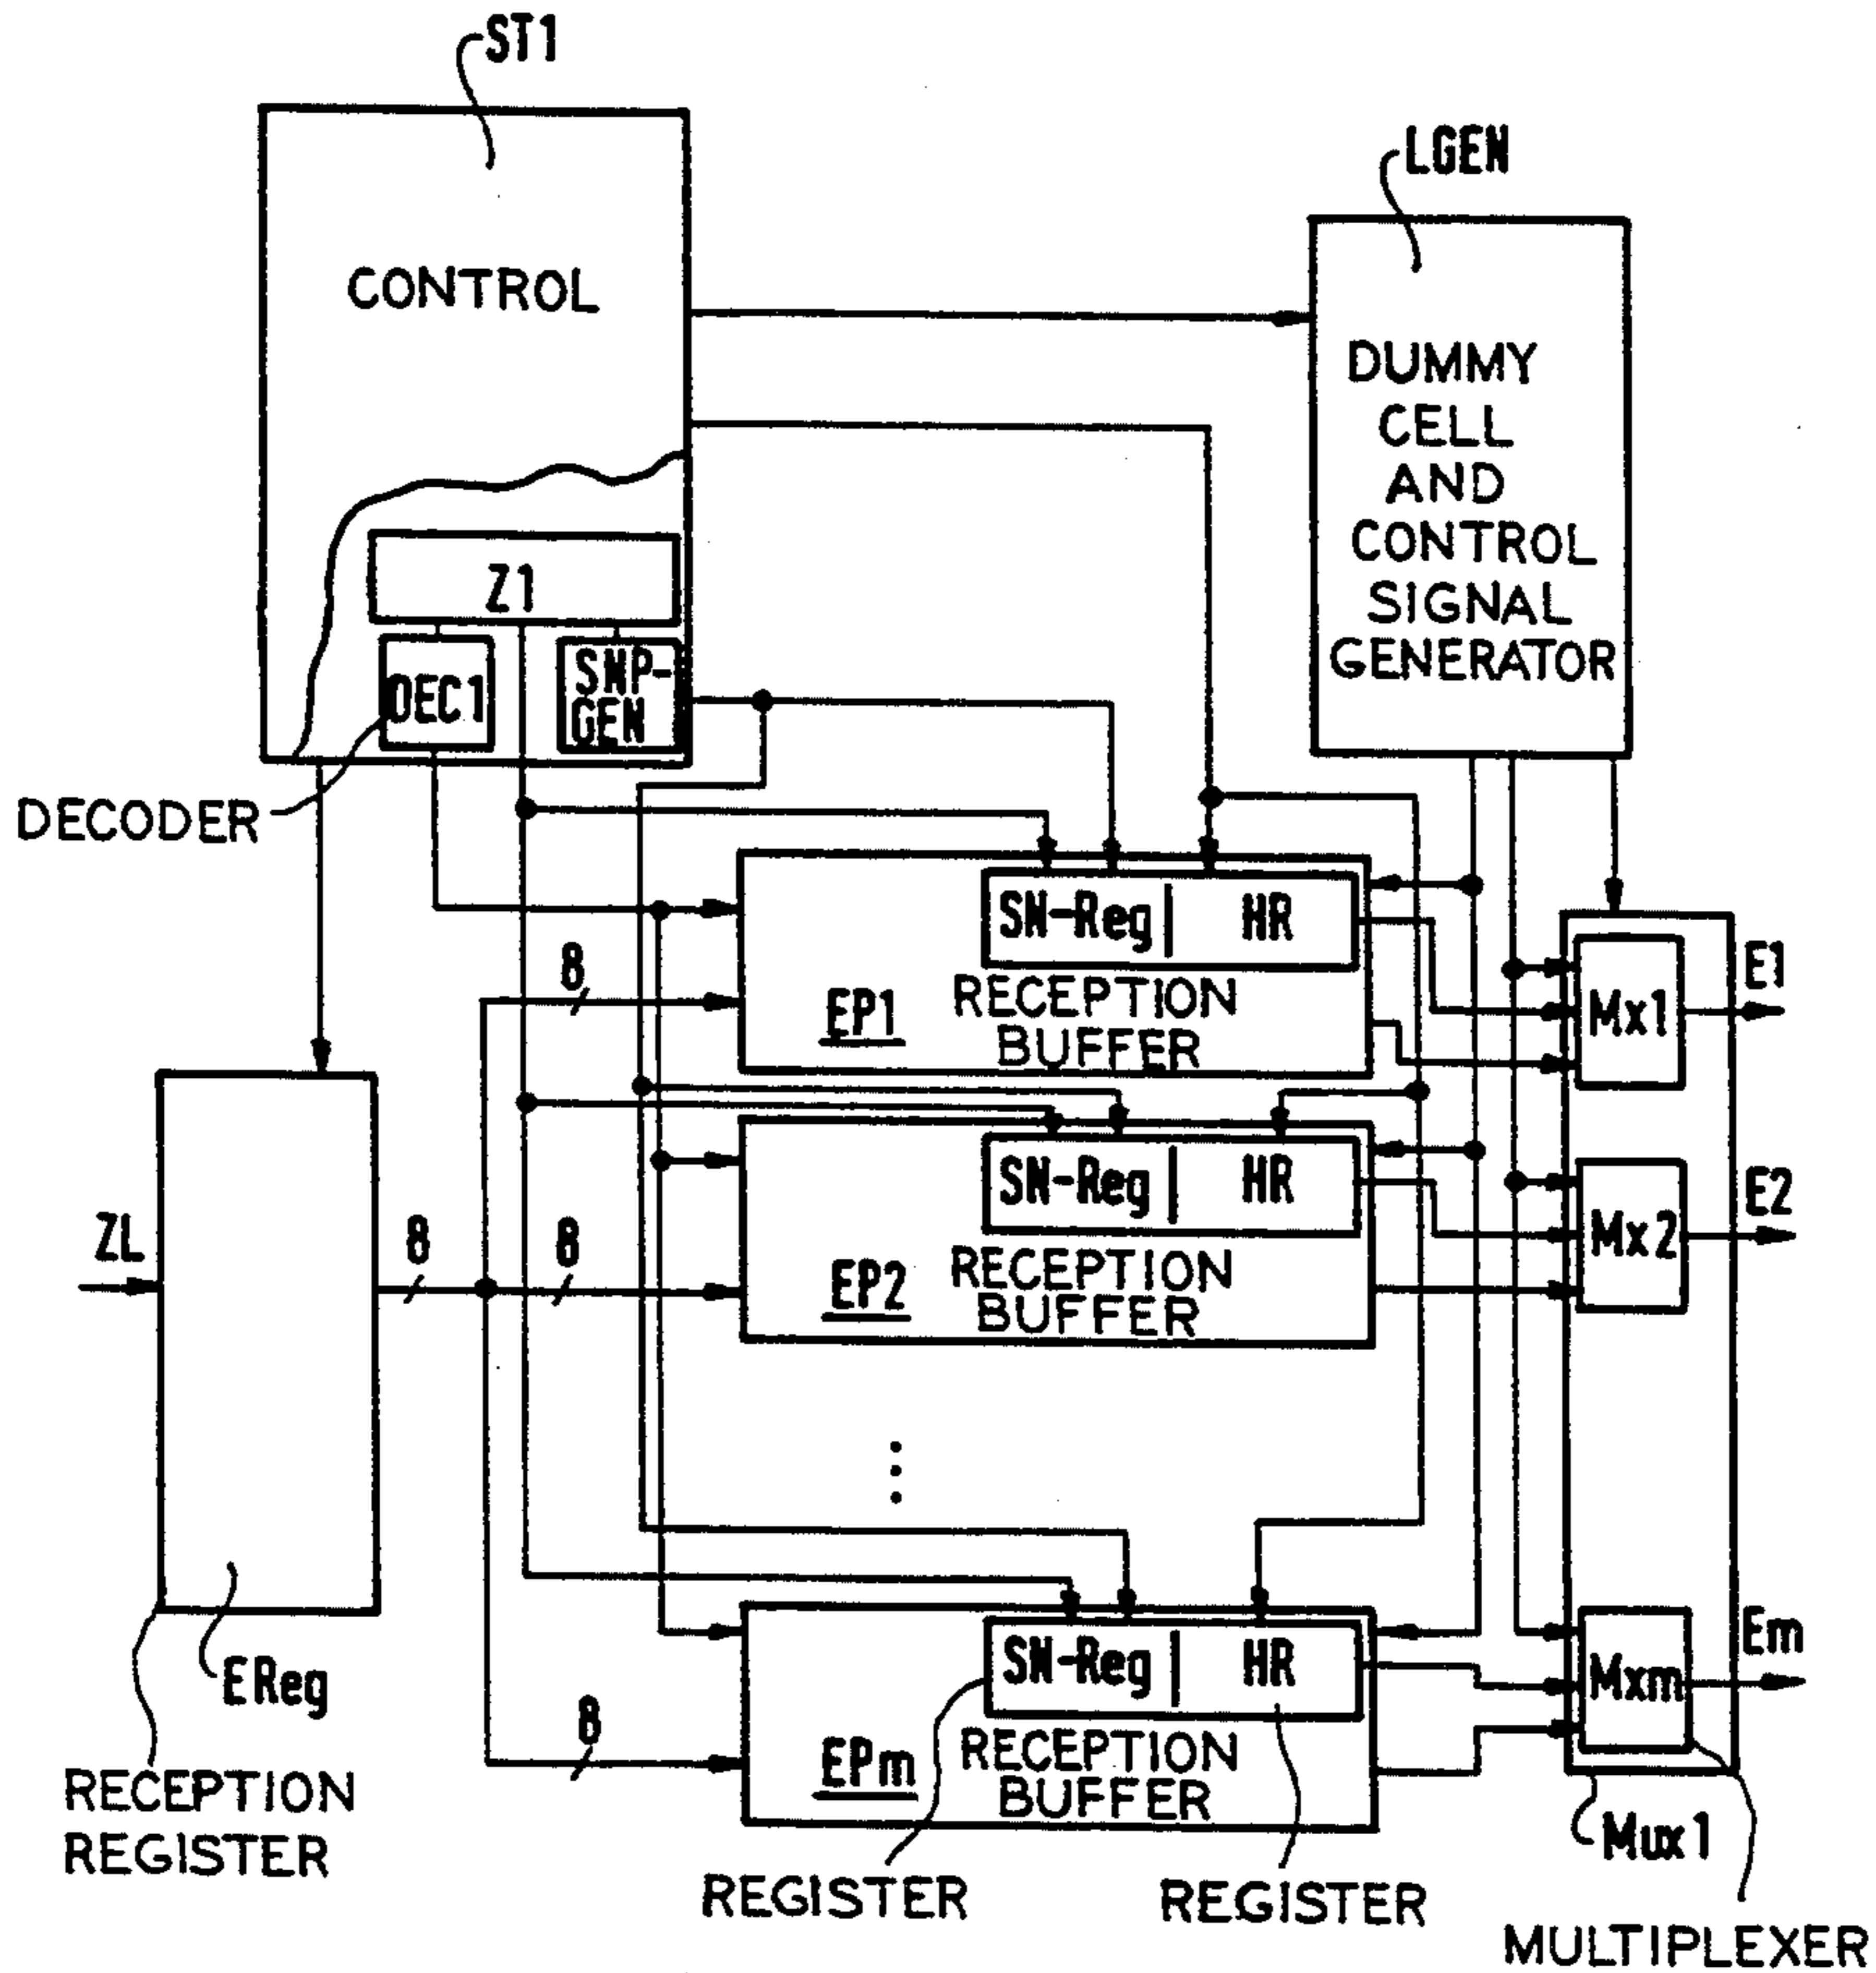 ST1
LGEN
CONTROL
DUMMY
CELL
AND
CONTROL
SIGNAL
GENERATOR
Z1
DEC1
SNP-
GEN
DECODER
SN-Reg | HR
EP1
RECEPTION
BUFFER
8
Mx1
E1
SN-Reg | HR
EP2
RECEPTION
BUFFER
ZL
8
8
Mx2
E2
SN-Reg | HR
EPm
RECEPTION
BUFFER
8
Mxm
Em
EReg
RECEPTION
REGISTER
REGISTER
REGISTER
Mux1
MULTIPLEXER